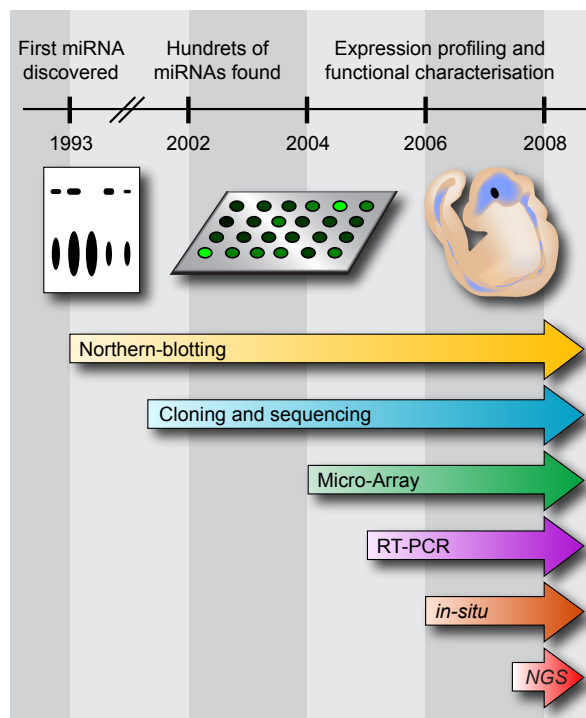 First miRNA
discovered
Hundrets of
miRNAs found
Expression profiling and
functional characterisation
1993
2002
2004
2006
2008
Northern-blotting
Cloning and sequencing
Micro-Array
RT-PCR
in-situ
NGS